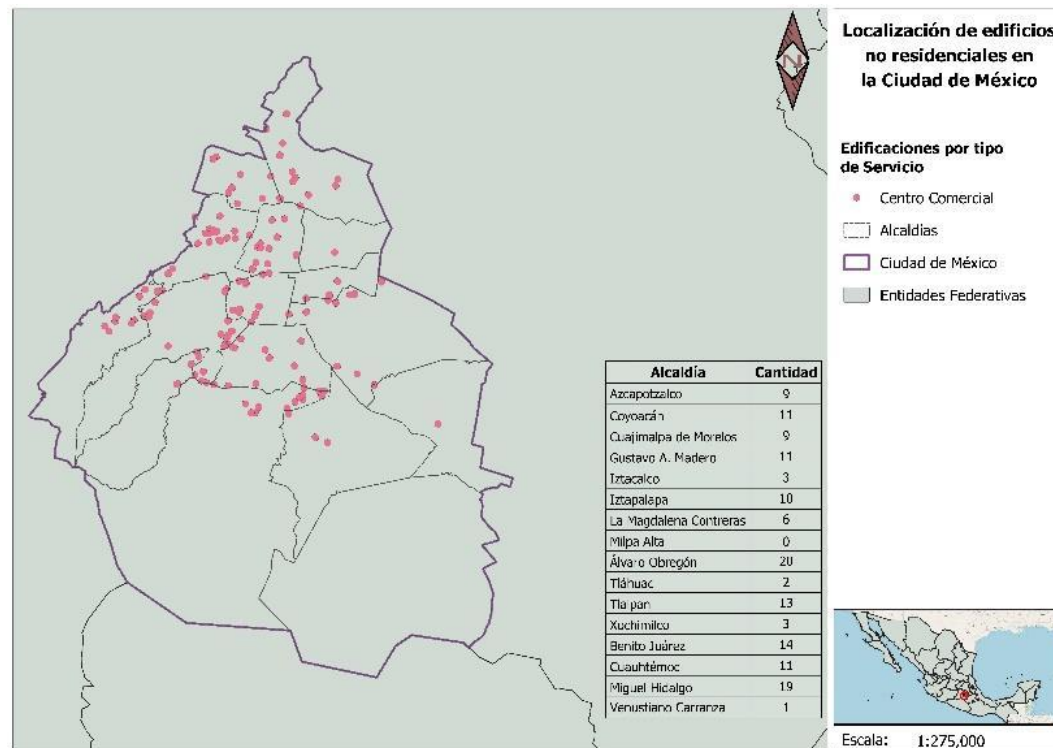 N
Localización de edificios
no residenciales en
la Ciudad de México
Edificaciones por tipo
de Servicio
Centro Comercial
Alcaldías
Ciudad de México
Entidades Federativas
Alcaldía Cantidad
Azcapotzalco 9
Coyoacán 11
Cuajimalpa de Morelos 9
Gustavo A. Madero 11
Iztacalco 3
Iztapalapa 10
La Magdalena Contreras 6
Milpa Alta 0
Álvaro Obregón 20
Tláhuac 2
Tlalpan 13
Xochimilco 3
Benito Juárez 14
Cuauhtémoc 11
Miguel Hidalgo 19
Venustiano Carranza 1
Escala: 1:275,000